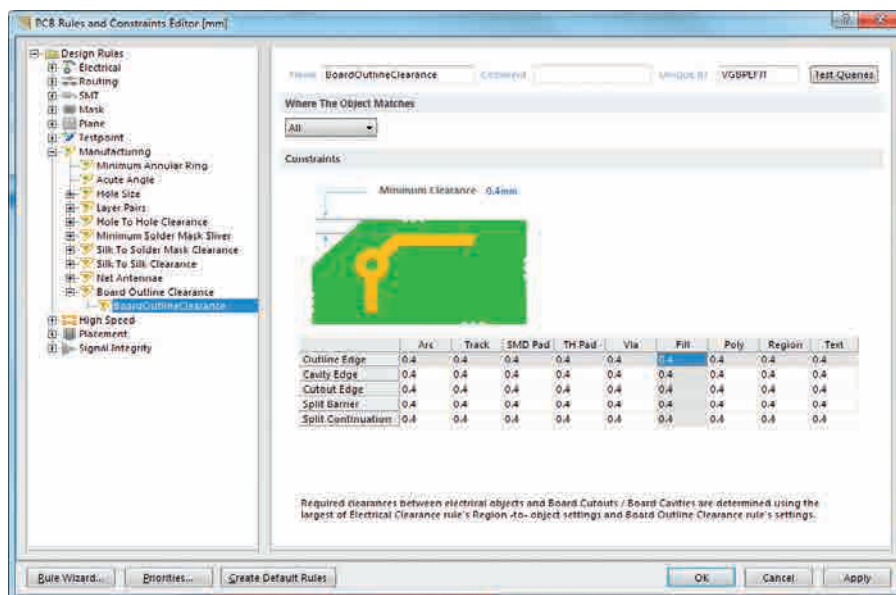 PCB Rules and Constraints Editor [mm]
Design Rules
Electrical
Routing
SMT
Mask
Plane
Testpoint
Manufacturing
Minimum Annular Ring
Acute Angle
Hole Size
Layer Pairs
Hole To Hole Clearance
Minimum Solder Mask Sliver
Silk To Solder Mask Clearance
Silk To Silk Clearance
Net Antennae
Board Outline Clearance
BoardOutlineClearance
High Speed
Placement
Signal Integrity
Name BoardOutlineClearance Comment Unique ID Test Queries
Where The Object Matches
All
Constraints
Minimum Clearance 0.4mm
Arc Track SMD Pad TH Pad Via Fill Poly Region Text
Outline Edge 0.4 0.4 0.4 0.4 0.4 0.4 0.4 0.4 0.4
Cavity Edge 0.4 0.4 0.4 0.4 0.4 0.4 0.4 0.4 0.4
Cutout Edge 0.4 0.4 0.4 0.4 0.4 0.4 0.4 0.4 0.4
Split Barrier 0.4 0.4 0.4 0.4 0.4 0.4 0.4 0.4 0.4
Split Continuation 0.4 0.4 0.4 0.4 0.4 0.4 0.4 0.4 0.4
Required clearances between electrical objects and Board Cutouts / Board Cavities are determined using the
largest of Electrical Clearance rule's Region -to- object settings and Board Outline Clearance rule's settings.
Rule Wizard... Priorities... Create Default Rules OK Cancel Apply